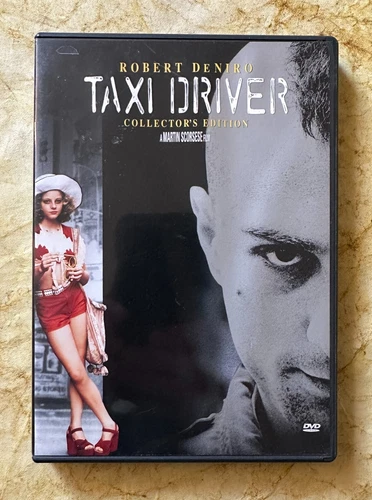 ROBERT DENIRO
TAXI DRIVER
COLLECTOR'S EDITION
A MARTIN SCORSESE FILM
DVD